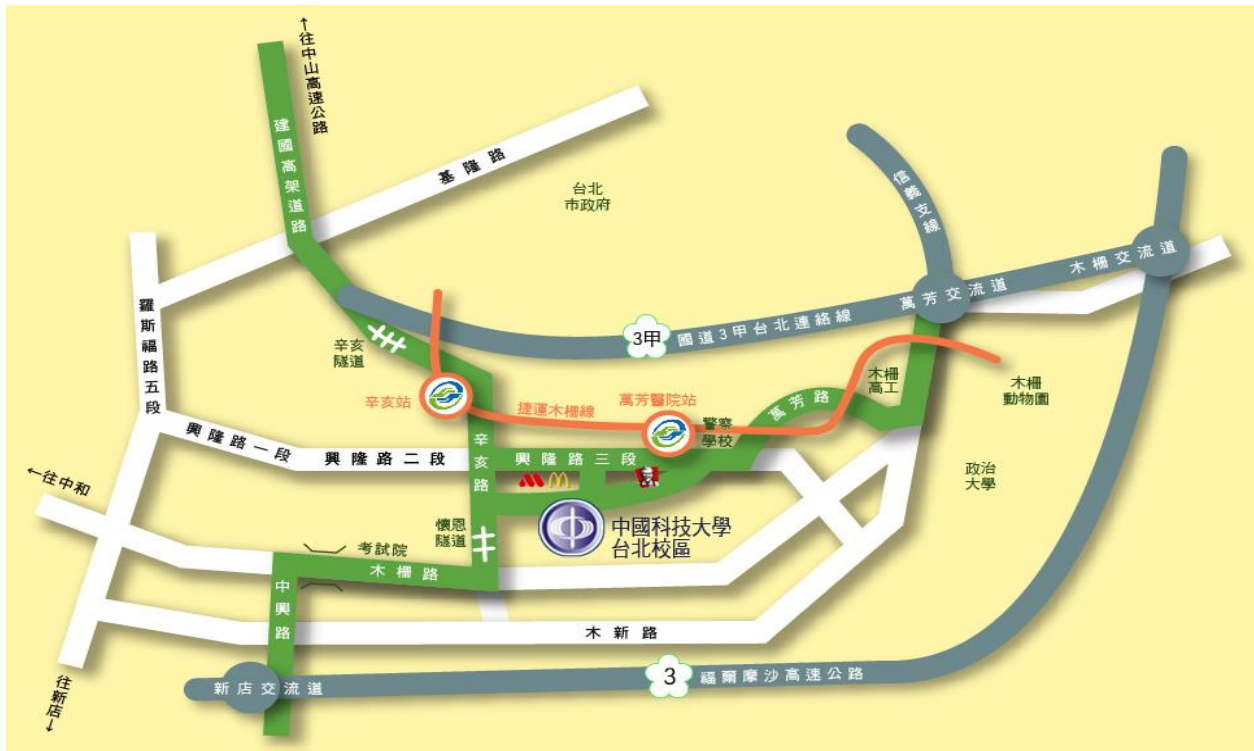 ←往中山高速公路
建國高架道路
基隆路
台北
市政府
信義支線
木柵交流道
萬芳交流道
國道3甲台北連絡線
3甲
羅斯福路五段
辛亥
隧道
辛亥站
捷運木柵線
萬芳醫院站
警察
學校
萬芳路
木柵
高工
木柵
動物園
政治
大學
興隆路一段
興隆路二段
辛亥路
興隆路三段
←往中和
懷恩
隧道
中國科技大學
台北校區
考試院
木柵路
中興路
木新路
新店交流道
3
福爾摩沙高速公路
往新店↓